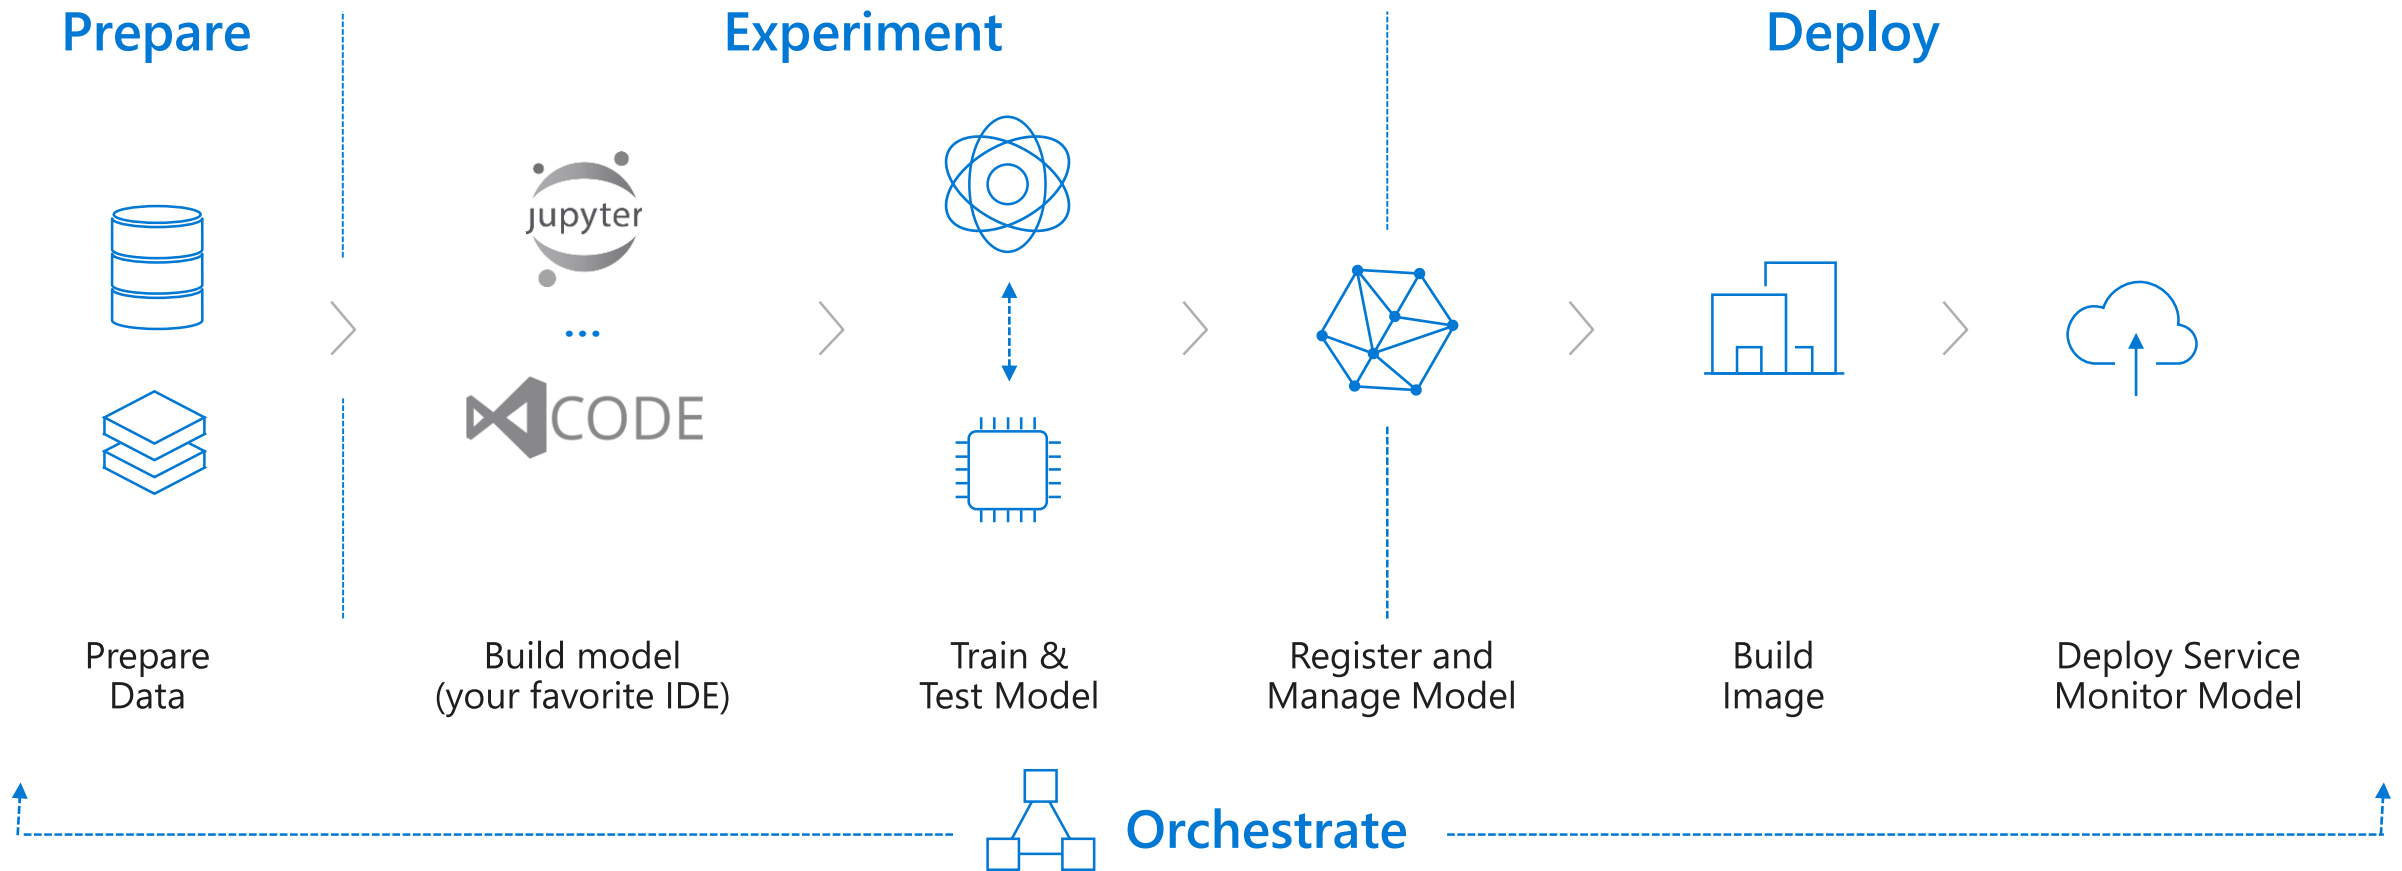 Prepare
Experiment
Deploy
jupyter
...
CODE
Prepare
Data
Build model
(your favorite IDE)
Train &
Test Model
Register and
Manage Model
Build
Image
Deploy Service
Monitor Model
Orchestrate